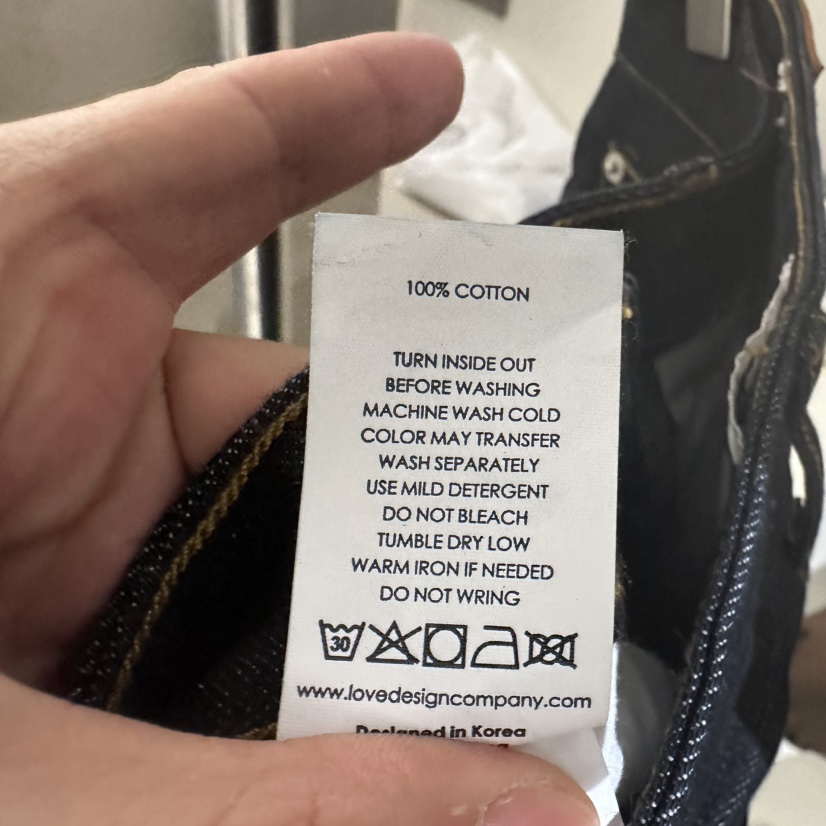 100% COTTON
TURN INSIDE OUT
BEFORE WASHING
MACHINE WASH COLD
COLOR MAY TRANSFER
WASH SEPARATELY
USE MILD DETERGENT
DO NOT BLEACH
TUMBLE DRY LOW
WARM IRON IF NEEDED
DO NOT WRING
30
www.lovedesigncompany.com
Designed in Korea